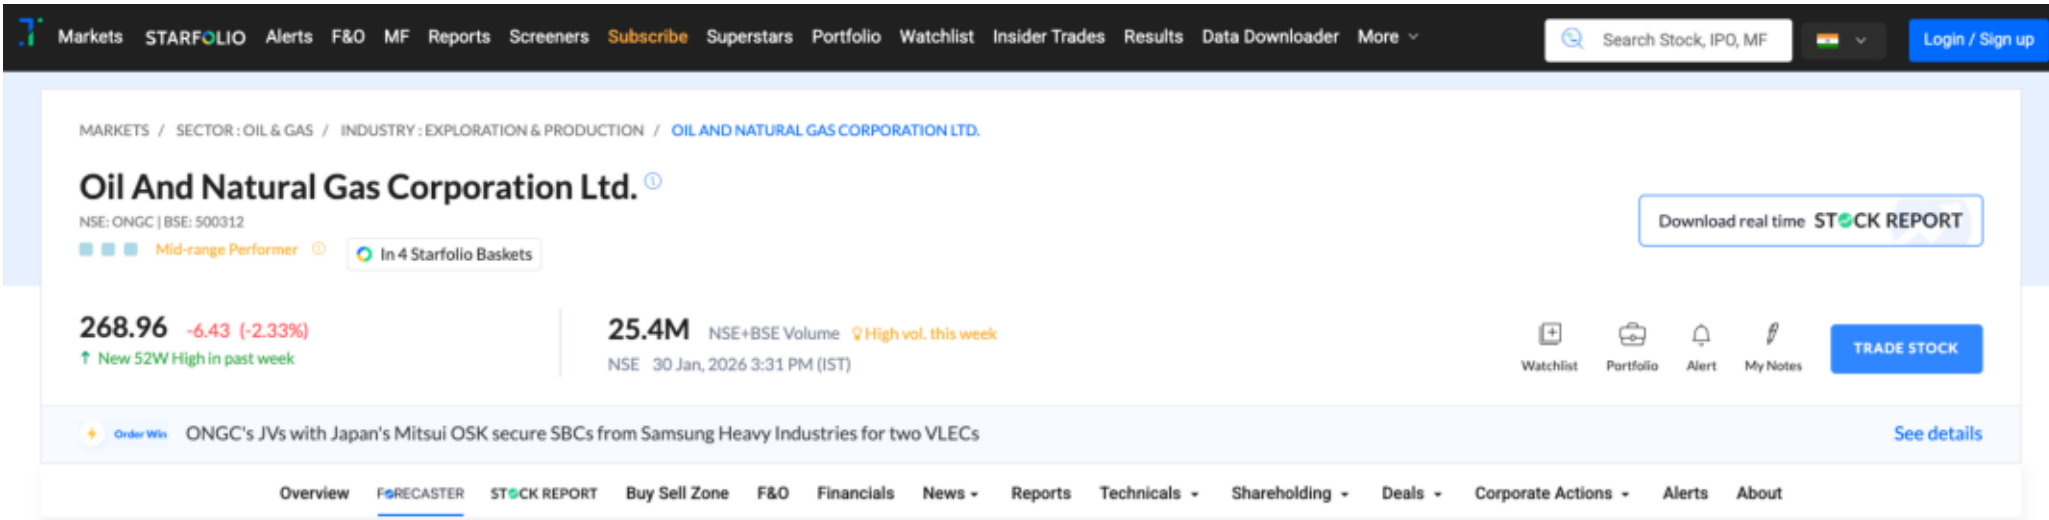 Markets STARFOLIO Alerts F&O MF Reports Screeners Subscribe Superstars Portfolio Watchlist Insider Trades Results Data Downloader More Search Stock, IPO, MF Login / Sign up
MARKETS / SECTOR : OIL & GAS / INDUSTRY : EXPLORATION & PRODUCTION / OIL AND NATURAL GAS CORPORATION LTD.
Oil And Natural Gas Corporation Ltd.
NSE: ONGC | BSE: 500312
Download real time STOCK REPORT
Mid-range Performer In 4 Starfolio Baskets
268.96 -6.43 (-2.33%) 25.4M NSE+BSE Volume High vol. this week
New 52W High in past week NSE 30 Jan, 2026 3:31 PM (IST)
Watchlist Portfolio Alert My Notes TRADE STOCK
Order Win ONGC's JVs with Japan's Mitsui OSK secure SBCs from Samsung Heavy Industries for two VLECs See details
Overview FORECASTER STOCK REPORT Buy Sell Zone F&O Financials News Reports Technicals Shareholding Deals Corporate Actions Alerts About